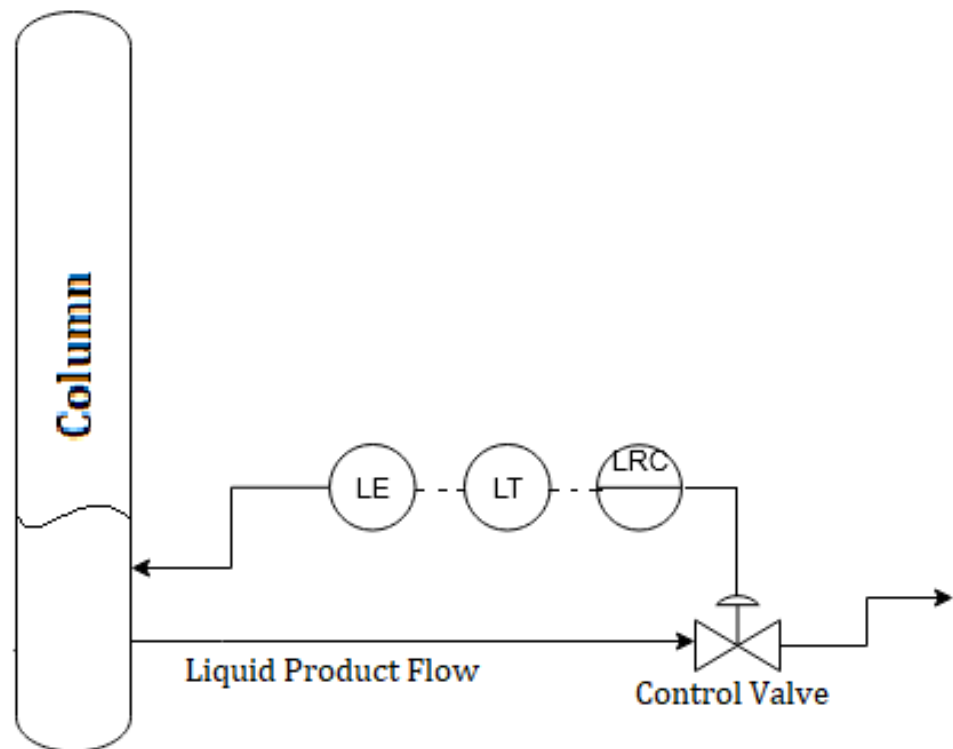 Column
LE
LT
LRC
Liquid Product Flow
Control Valve